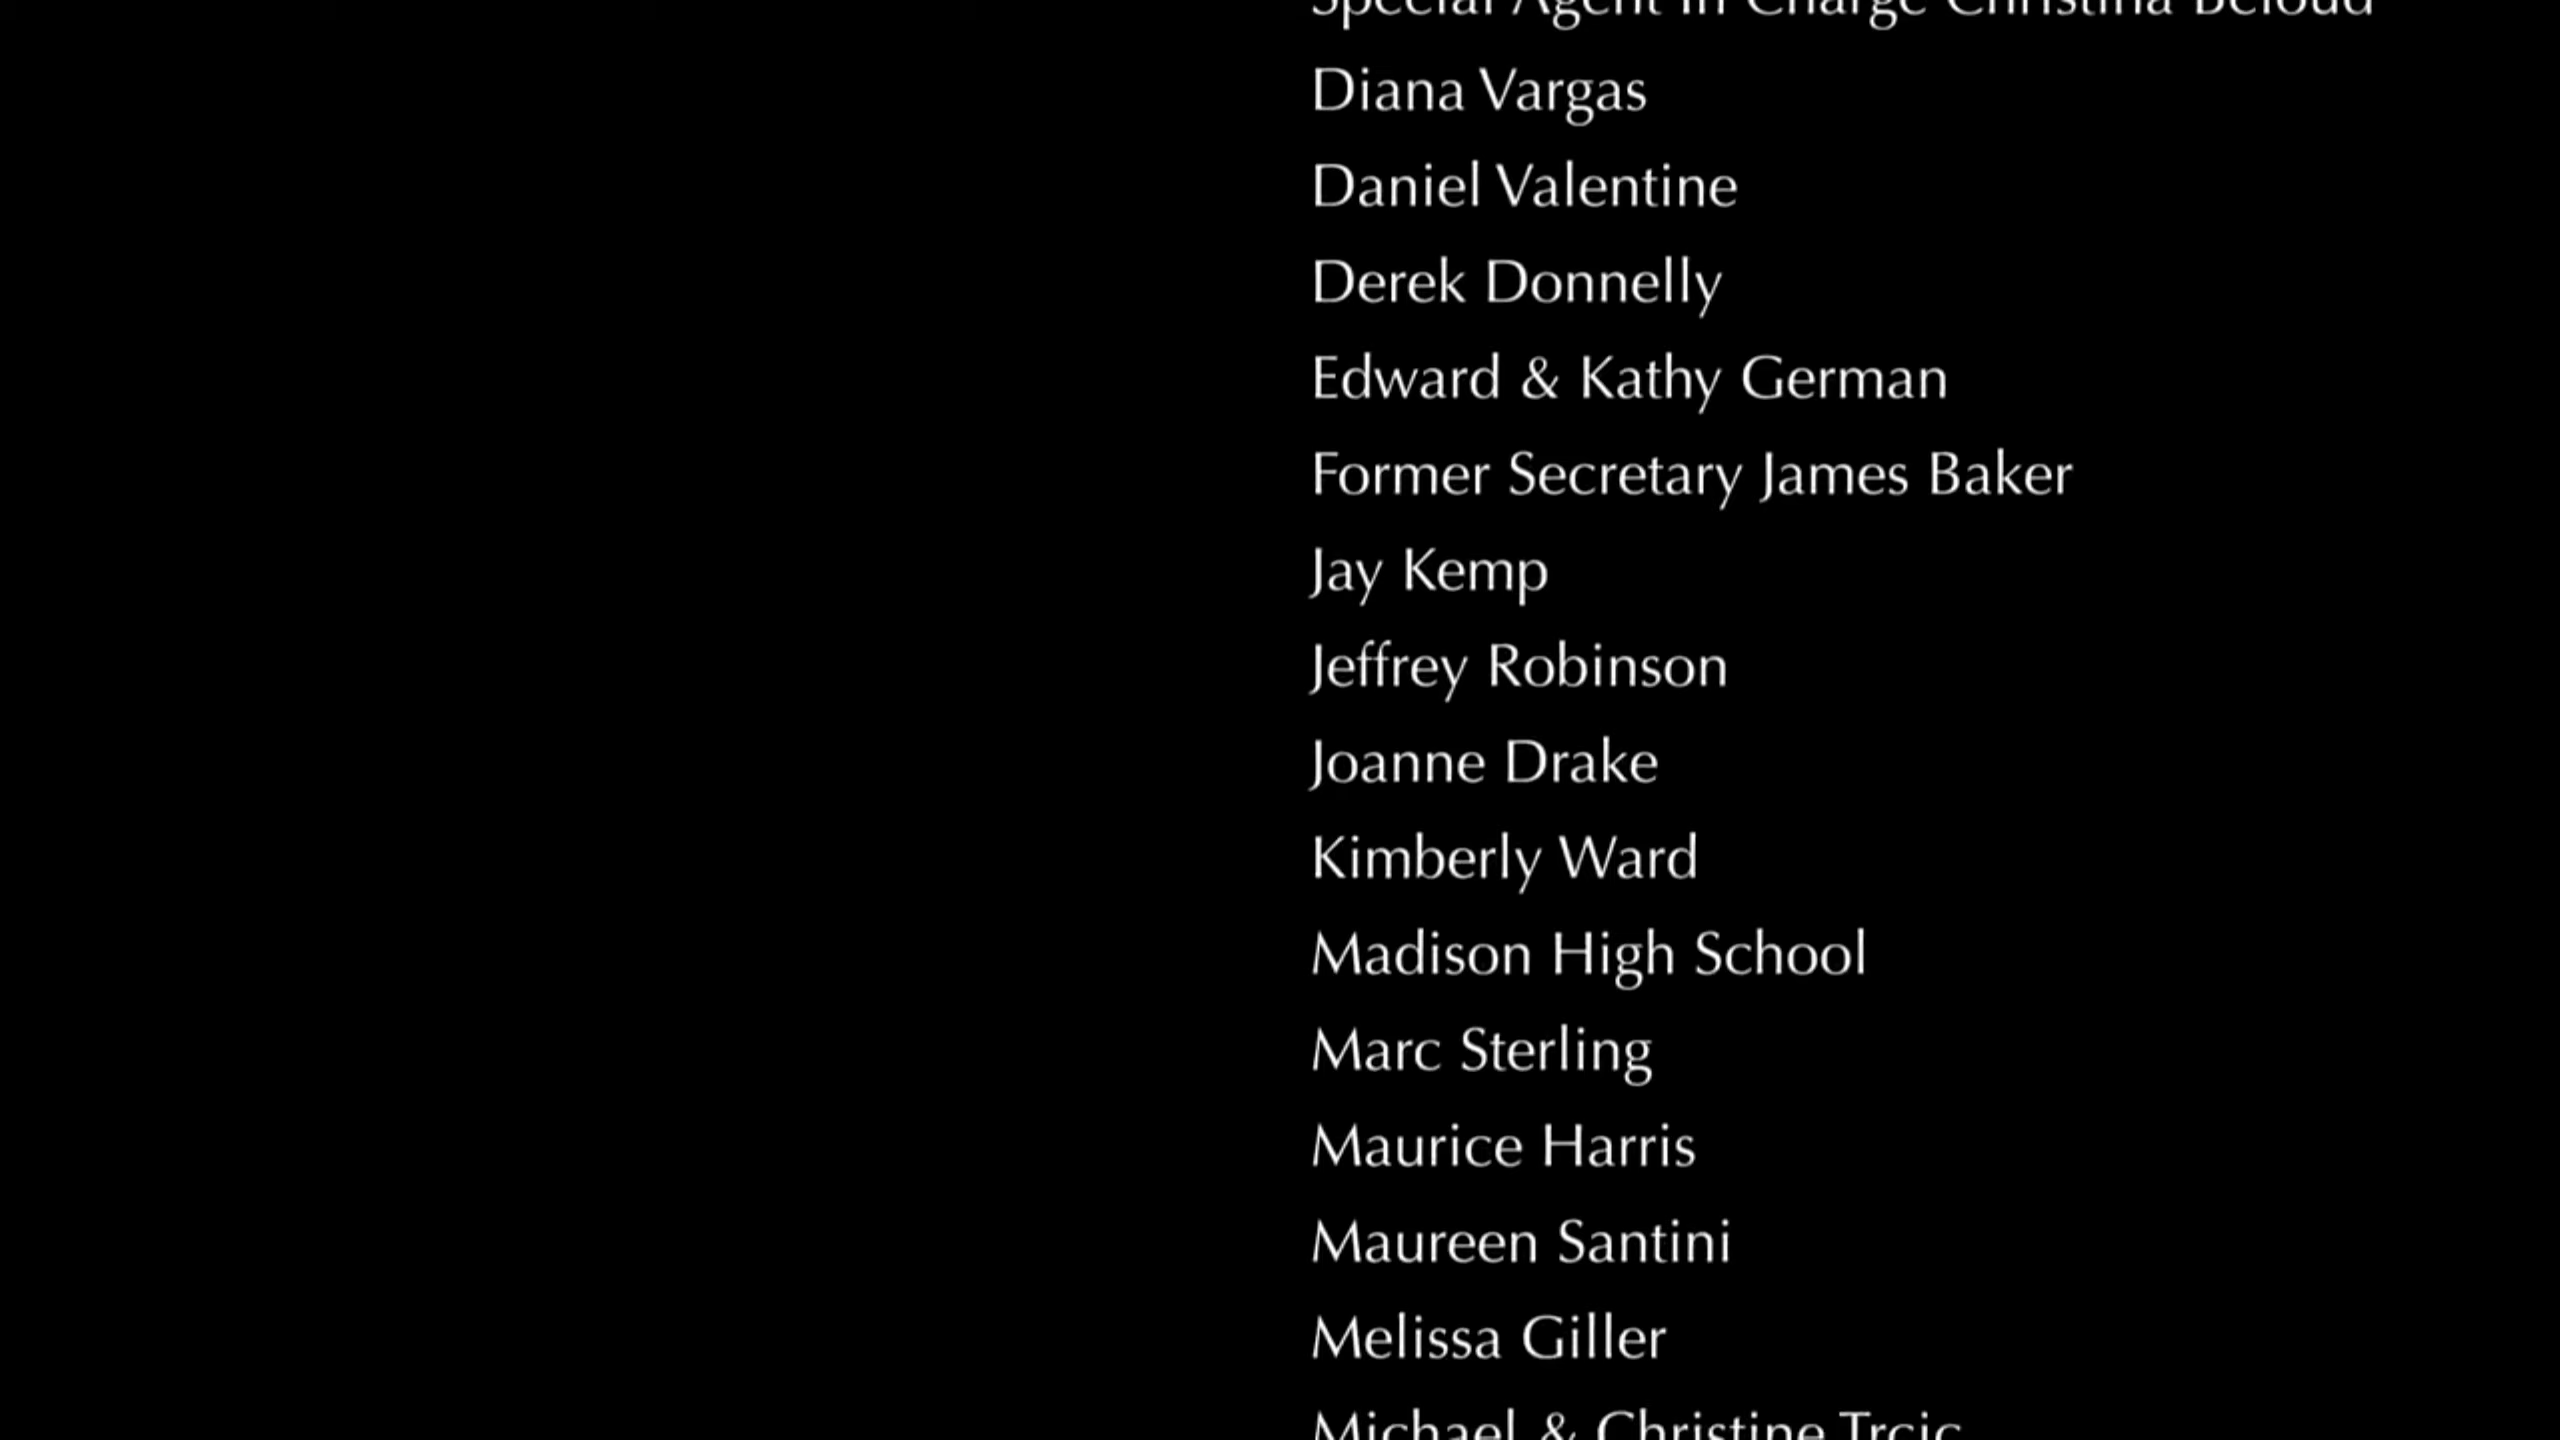 Special Agent In Charge Christina Beloud
Diana Vargas
Daniel Valentine
Derek Donnelly
Edward & Kathy German
Former Secretary James Baker
Jay Kemp
Jeffrey Robinson
Joanne Drake
Kimberly Ward
Madison High School
Marc Sterling
Maurice Harris
Maureen Santini
Melissa Giller
Michael & Christine Trcic